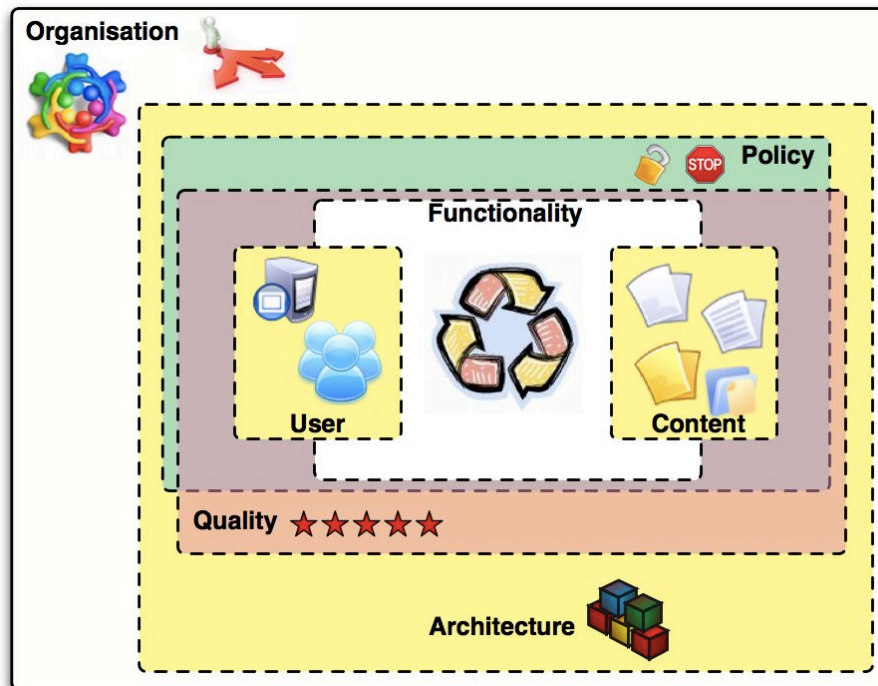 Organisation
STOP
Policy
Functionality
User
Content
Quality
Architecture